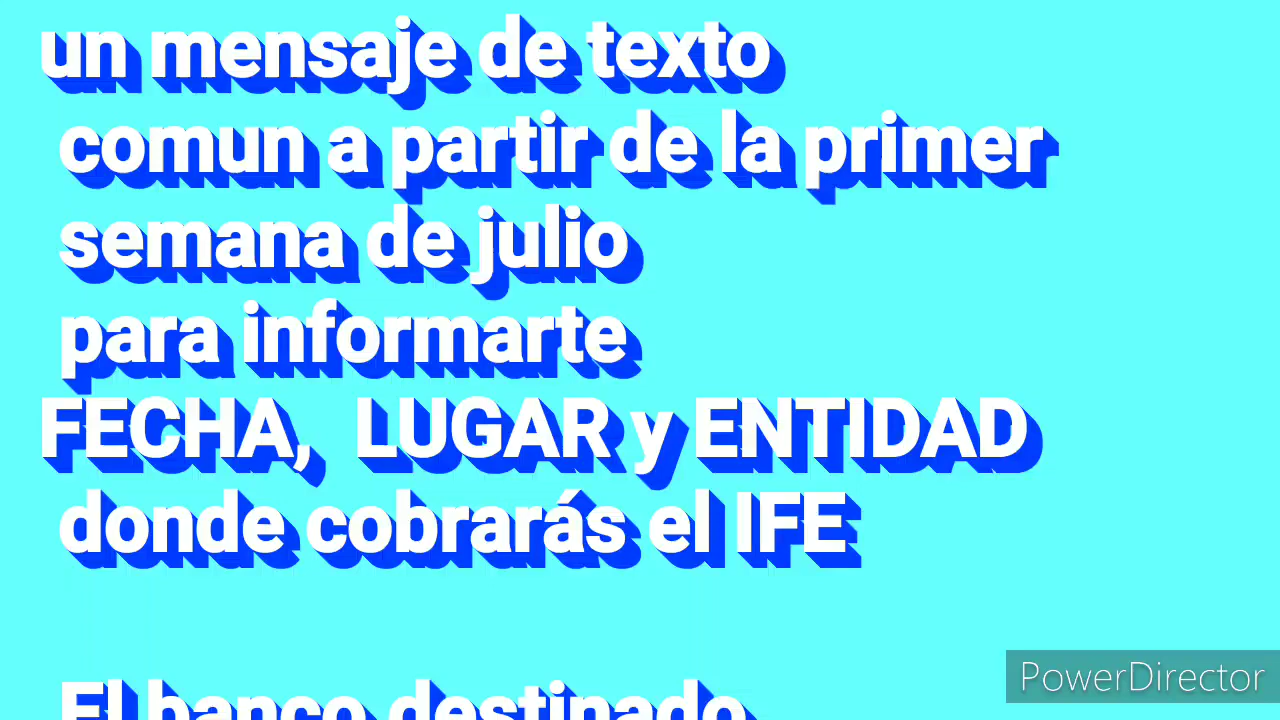 un mensaje de texto
comun a partir de la primer
semana de julio
para informarte
FECHA, LUGAR y ENTIDAD
donde cobrarás el IFE
PowerDirector
El banco destinado